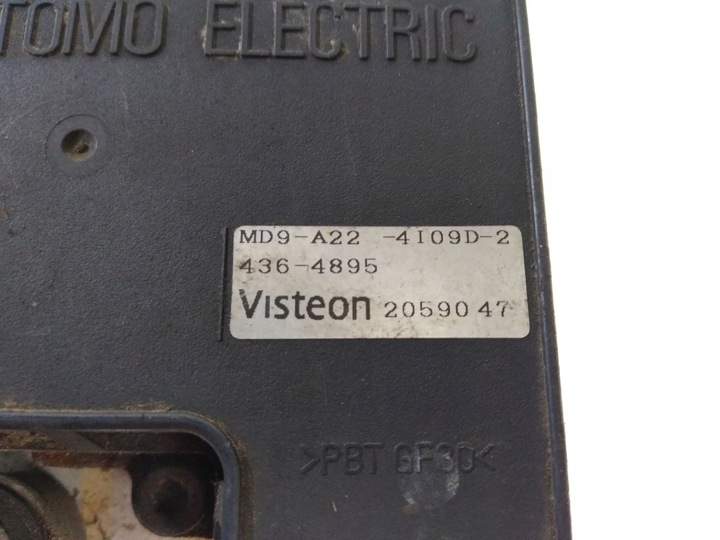 TOMO ELECTRIC
MD9-A22 -4I09D-2
436-4895
Visteon 2059047
>PBT GF30<